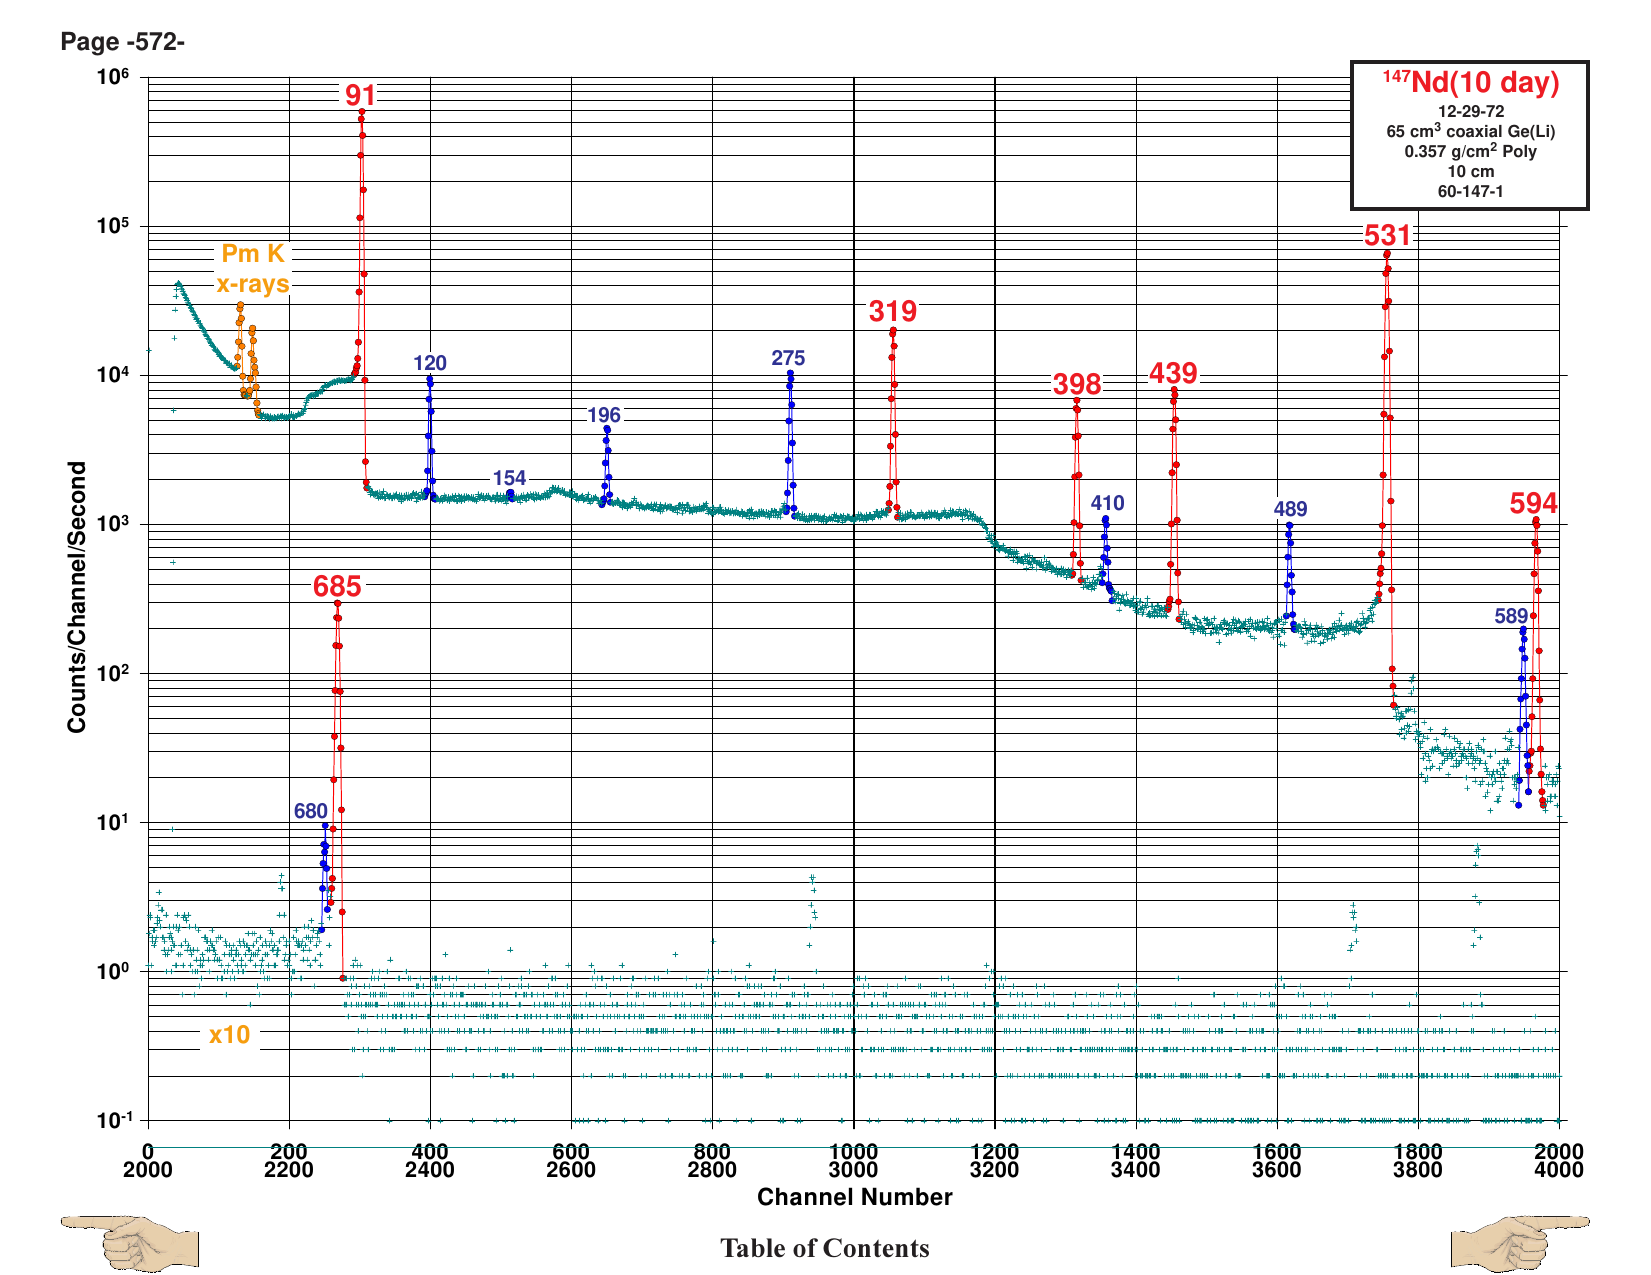 Page -572-
10⁶
91
¹⁴⁷Nd(10 day)
12-29-72
65 cm³ coaxial Ge(Li)
0.357 g/cm² Poly
10 cm
60-147-1
10⁵
531
Pm K
x-rays
319
10⁴
120
275
398
439
196
154
10³
410
489
594
685
589
10²
680
10¹
10⁰
x10
10⁻¹
Counts/Channel/Second
0 200 400 600 800 1000 1200 1400 1600 1800 2000
2000 2200 2400 2600 2800 3000 3200 3400 3600 3800 4000
Channel Number
Table of Contents